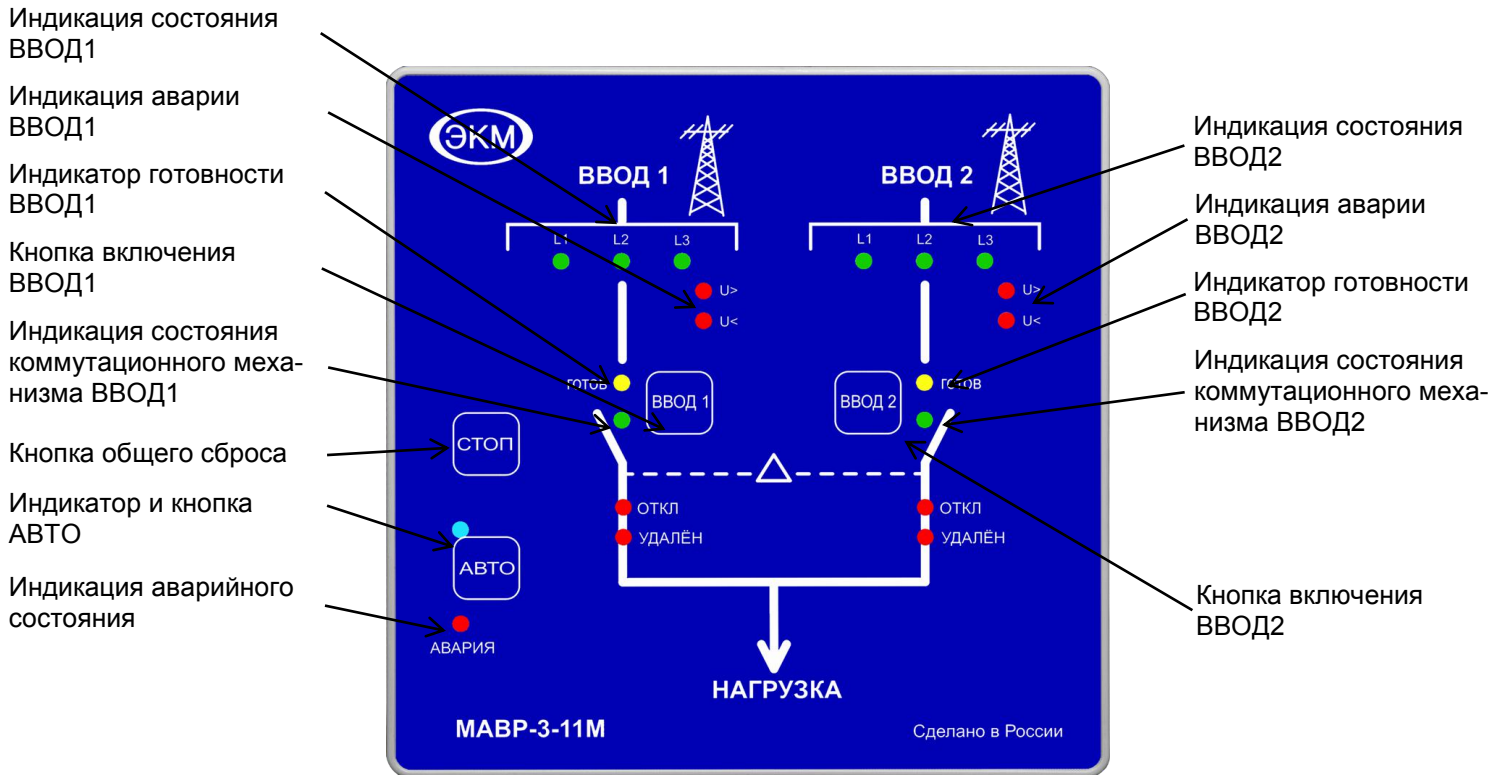 Индикация состояния
ВВОД1
Индикация аварии
ВВОД1
Индикатор готовности
ВВОД1
Кнопка включения
ВВОД1
Индикация состояния
коммутационного меха-
низма ВВОД1
Кнопка общего сброса
Индикатор и кнопка
АВТО
Индикация аварийного
состояния
ЭКМ
ВВОД 1
L1 L2 L3
U>
U<
ГОТОВ
ВВОД 1
СТОП
ОТКЛ
УДАЛЁН
АВТО
АВАРИЯ
ВВОД 2
L1 L2 L3
U>
U<
ВВОД 2
ГОТОВ
ОТКЛ
УДАЛЁН
НАГРУЗКА
МАВР-3-11М
Сделано в России
Индикация состояния
ВВОД2
Индикация аварии
ВВОД2
Индикатор готовности
ВВОД2
Индикация состояния
коммутационного меха-
низма ВВОД2
Кнопка включения
ВВОД2